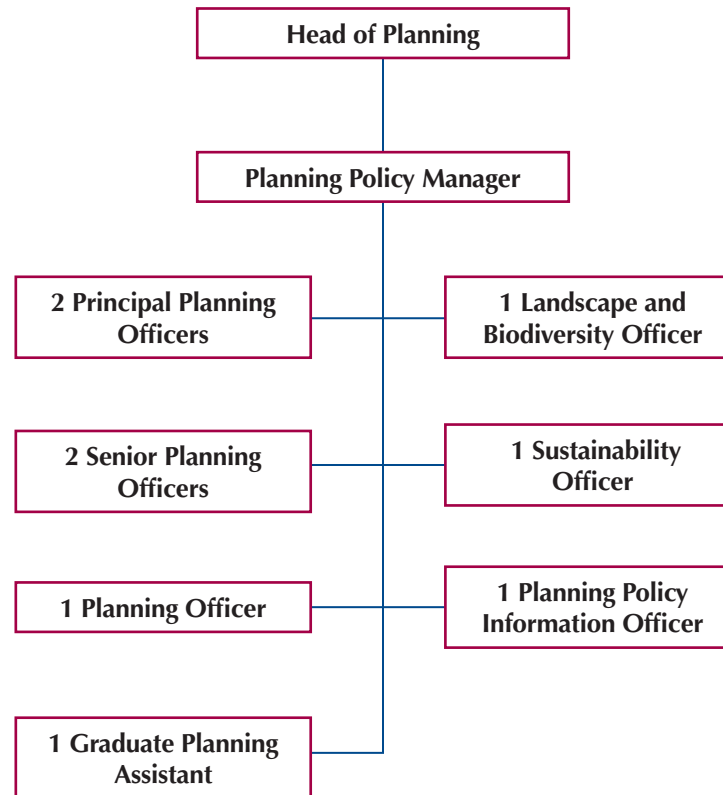 Head of Planning
Planning Policy Manager
2 Principal Planning
Officers
1 Landscape and
Biodiversity Officer
2 Senior Planning
Officers
1 Sustainability
Officer
1 Planning Officer
1 Planning Policy
Information Officer
1 Graduate Planning
Assistant